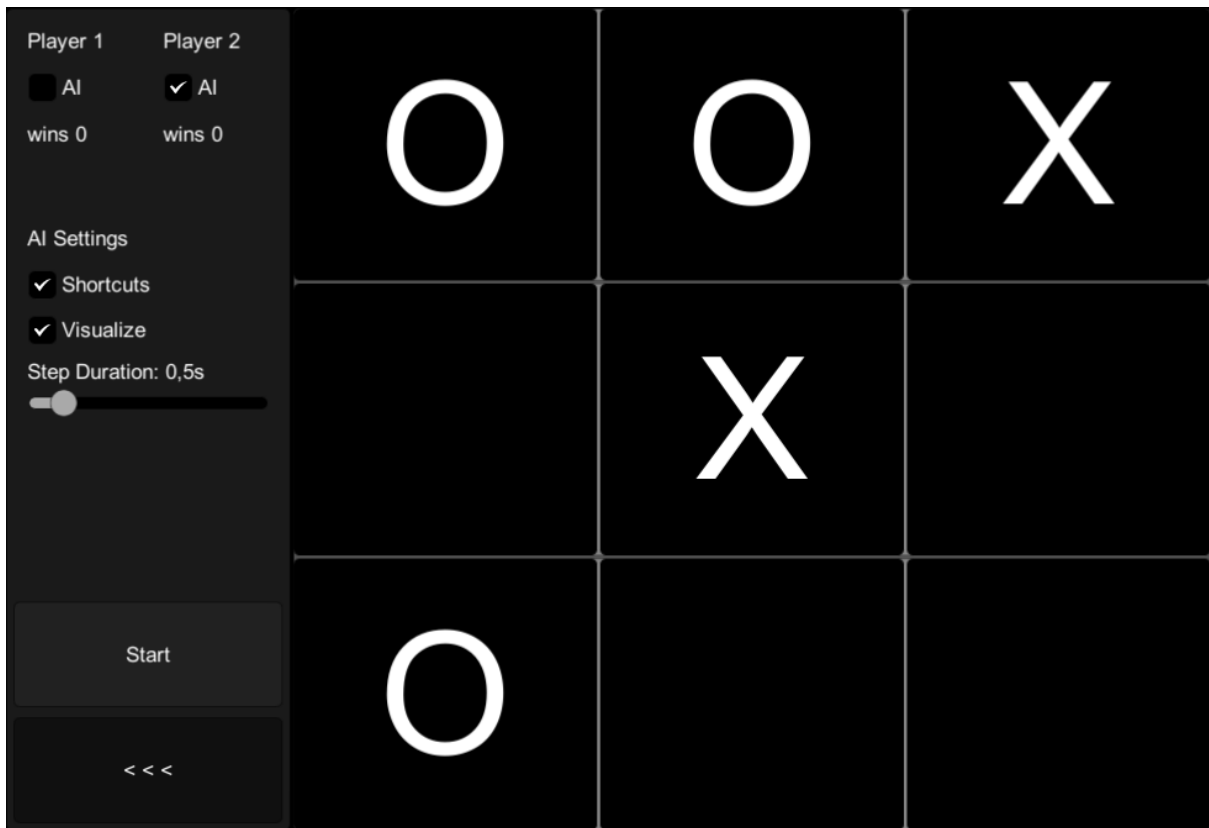 Player 1 Player 2
AI AI
wins 0 wins 0
AI Settings
Shortcuts
Visualize
Step Duration: 0,5s
Start
< < <
O O X
X
O